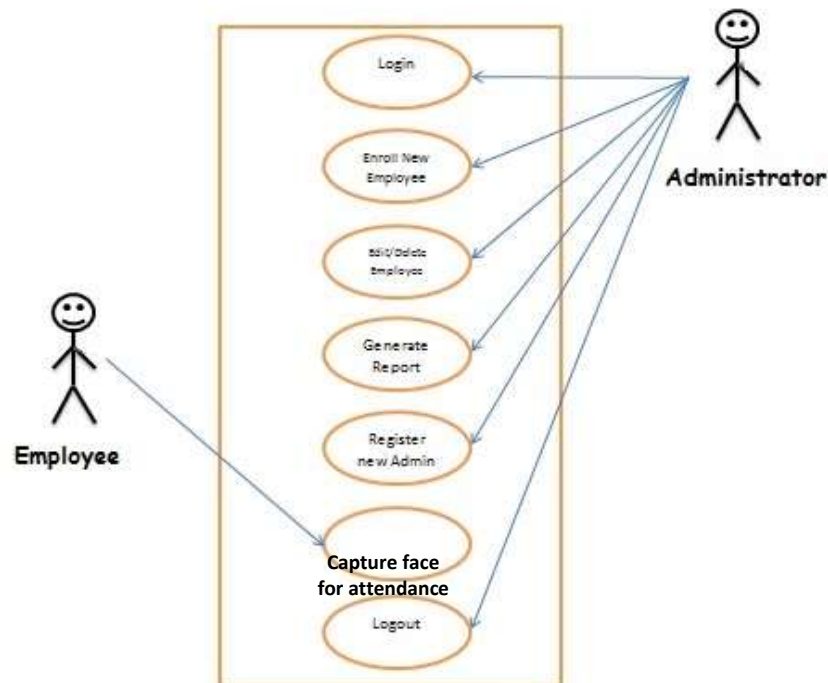 Login
Enroll New
Employee
Administrator
Edit/Delete
Employee
Generate
Report
Employee
Register
new Admin
Capture face
for attendance
Logout